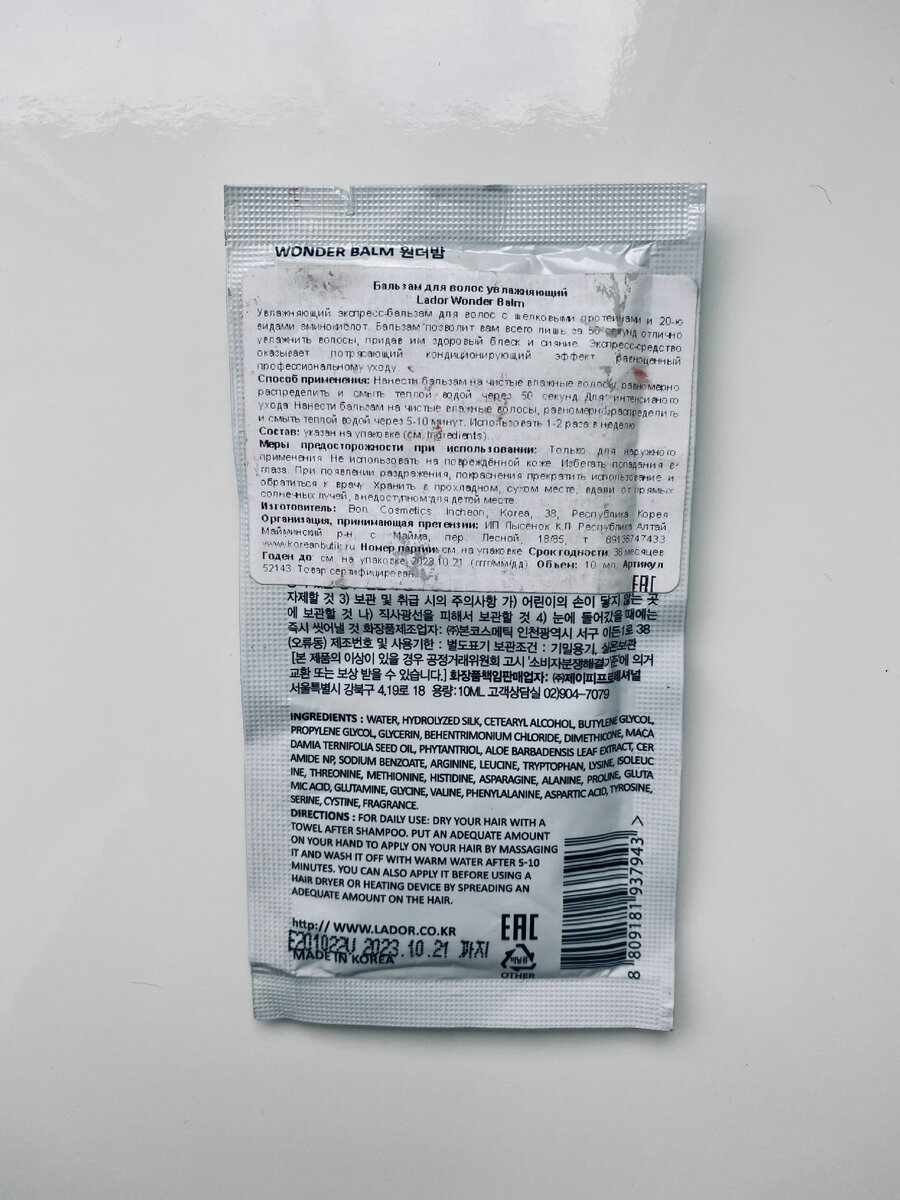 WONDER BALM 원더밤
Бальзам для волос увлажняющий
Lador Wonder Balm
Увлажняющий экспресс-бальзам для волос с шелковыми протеинами и 20-ю
видами аминокислот. Бальзам позволит вам всего лишь за 50 секунд отлично
увлажнить волосы, придав им здоровый блеск и сияние. Экспресс-средство
оказывает потрясающий кондиционирующий эффект равноценный
профессиональному уходу
Способ применения: Нанести бальзам на чистые влажные волосы, равномерно
распределить и смыть теплой водой через 50 секунд. Для интенсивного
ухода: Нанести бальзам на чистые влажные волосы, равномерно распределить
и смыть теплой водой через 5-10 минут. Использовать 1-2 раза в неделю
Состав: указан на упаковке (см. Ingredients)
Меры предосторожности при использовании: Только для наружного
применения. Не использовать на повреждённой коже. Избегать попадания в
глаза. При появлении раздражения, покраснения прекратить использование и
обратиться к врачу. Хранить в прохладном, сухом месте, вдали от прямых
солнечных лучей, в недоступном для детей месте.
Изготовитель: Bon Cosmetics Incheon, Korea, 38, Республика Корея
Организация, принимающая претензии: ИП Лысенок К.Л. Республика Алтай
Майминский р-н, с. Майма, пер. Лесной, 18/85, т. 89136747433
www.koreanbutik.ru Номер партии: см. на упаковке Срок годности: 36 месяцев
Годен до: см. на упаковке 2023.10.21 (гггг/мм/дд). Объем: 10 мл. Артикул
52143. Товар сертифицирован.
EAC
자제할 것 3) 보관 및 취급 시의 주의사항 가) 어린이의 손이 닿지 않는 곳
에 보관할 것 나) 직사광선을 피해서 보관할 것 4) 눈에 들어갔을 때에는
즉시 씻어낼 것 화장품제조업자: ㈜본코스메틱 인천광역시 서구 이든1로 38
(오류동) 제조번호 및 사용기한 : 별도표기 보관조건 : 기밀용기, 실온보관
[본 제품의 이상이 있을 경우 공정거래위원회 고시 '소비자분쟁해결기준'에 의거
교환 또는 보상 받을 수 있습니다.] 화장품책임판매업자: ㈜제이피프로페셔널
서울특별시 강북구 4.19로 18 용량:10ML 고객상담실 02)904-7079
INGREDIENTS : WATER, HYDROLYZED SILK, CETEARYL ALCOHOL, BUTYLENE GLYCOL,
PROPYLENE GLYCOL, GLYCERIN, BEHENTRIMONIUM CHLORIDE, DIMETHICONE, MACA
DAMIA TERNIFOLIA SEED OIL, PHYTANTRIOL, ALOE BARBADENSIS LEAF EXTRACT, CER
AMIDE NP, SODIUM BENZOATE, ARGININE, LEUCINE, TRYPTOPHAN, LYSINE, ISOLEUC
INE, THREONINE, METHIONINE, HISTIDINE, ASPARAGINE, ALANINE, PROLINE, GLUTA
MIC ACID, GLUTAMINE, GLYCINE, VALINE, PHENYLALANINE, ASPARTIC ACID, TYROSINE,
SERINE, CYSTINE, FRAGRANCE.
DIRECTIONS : FOR DAILY USE: DRY YOUR HAIR WITH A
TOWEL AFTER SHAMPOO. PUT AN ADEQUATE AMOUNT
ON YOUR HAND TO APPLY ON YOUR HAIR BY MASSAGING
IT AND WASH IT OFF WITH WARM WATER AFTER 5-10
MINUTES. YOU CAN ALSO APPLY IT BEFORE USING A
HAIR DRYER OR HEATING DEVICE BY SPREADING AN
ADEQUATE AMOUNT ON THE HAIR.
http:// WWW.LADOR.CO.KR
E201022U 2023.10.21 까지
MADE IN KOREA
EAC
OTHER
8 809181 937943 >